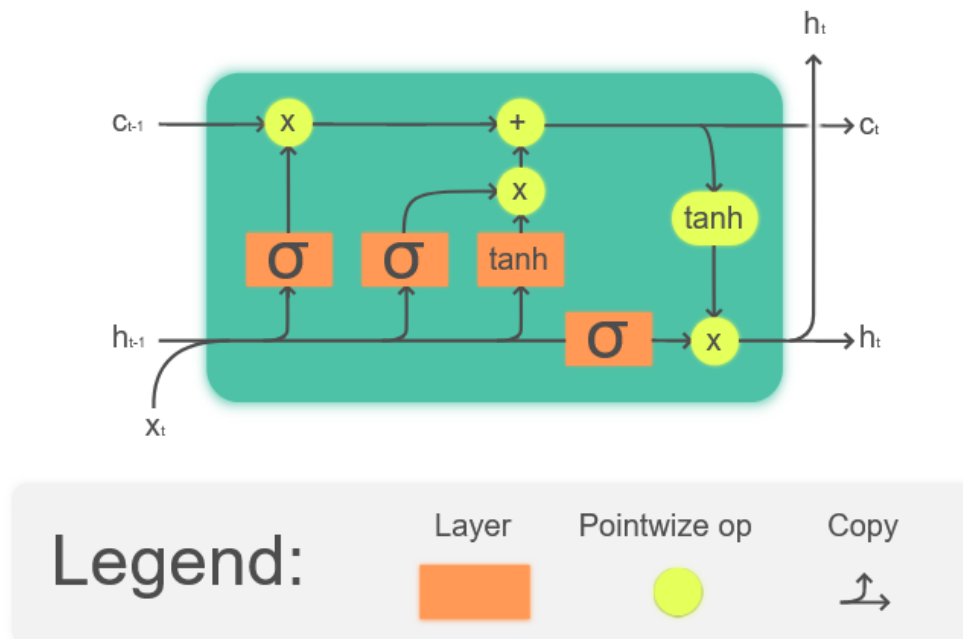 hₜ
cₜ₋₁ x + cₜ
x
tanh
σ σ tanh
hₜ₋₁ σ x hₜ
xₜ
Layer Pointwize op Copy
Legend: